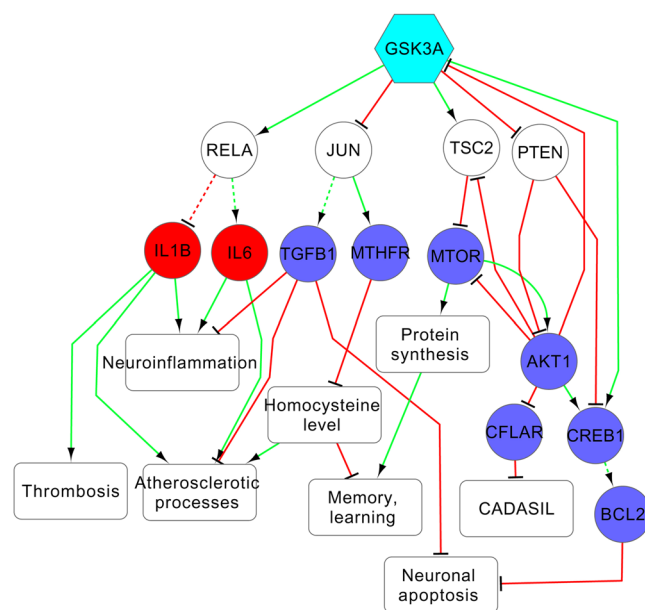 GSK3A
RELA
JUN
TSC2
PTEN
IL1B
IL6
TGFB1
MTHFR
MTOR
Neuroinflammation
Protein
synthesis
AKT1
Homocysteine
level
CFLAR
CREB1
Thrombosis
Atherosclerotic
processes
Memory,
learning
CADASIL
BCL2
Neuronal
apoptosis